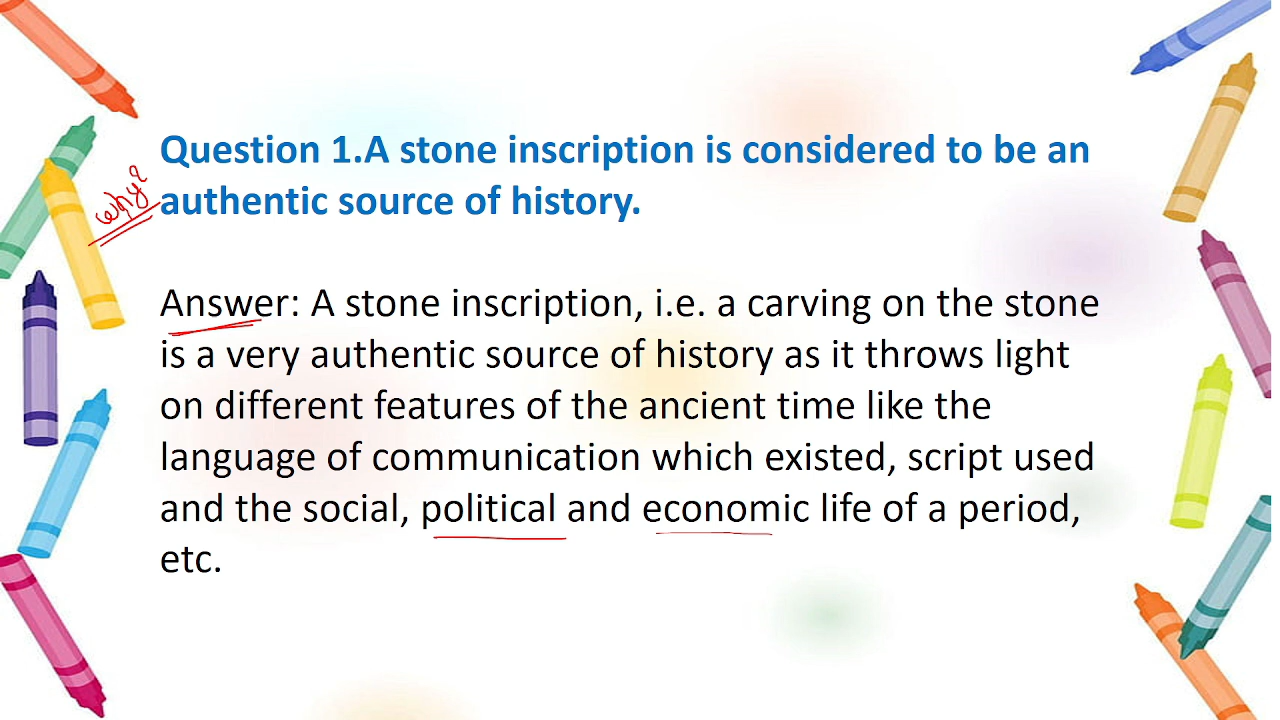 Question 1.A stone inscription is considered to be an
why? authentic source of history.
Answer: A stone inscription, i.e. a carving on the stone
is a very authentic source of history as it throws light
on different features of the ancient time like the
language of communication which existed, script used
and the social, political and economic life of a period,
etc.